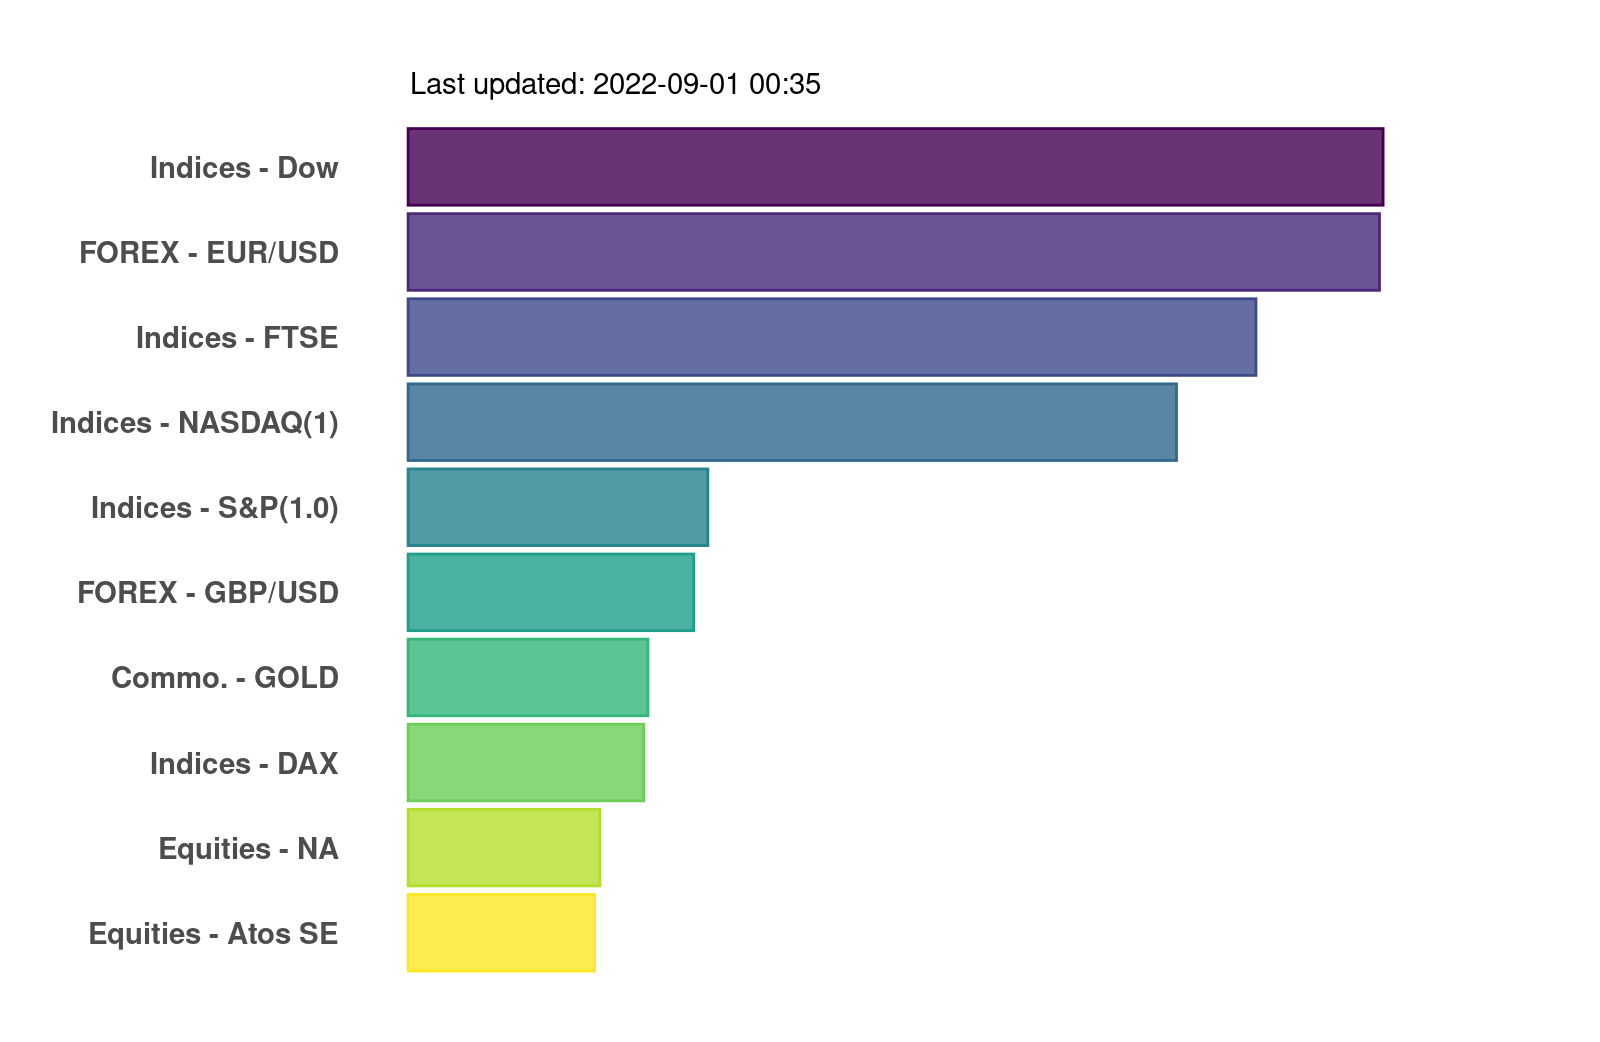 Last updated: 2022-09-01 00:35
Indices - Dow
FOREX - EUR/USD
Indices - FTSE
Indices - NASDAQ(1)
Indices - S&P(1.0)
FOREX - GBP/USD
Commo. - GOLD
Indices - DAX
Equities - NA
Equities - Atos SE